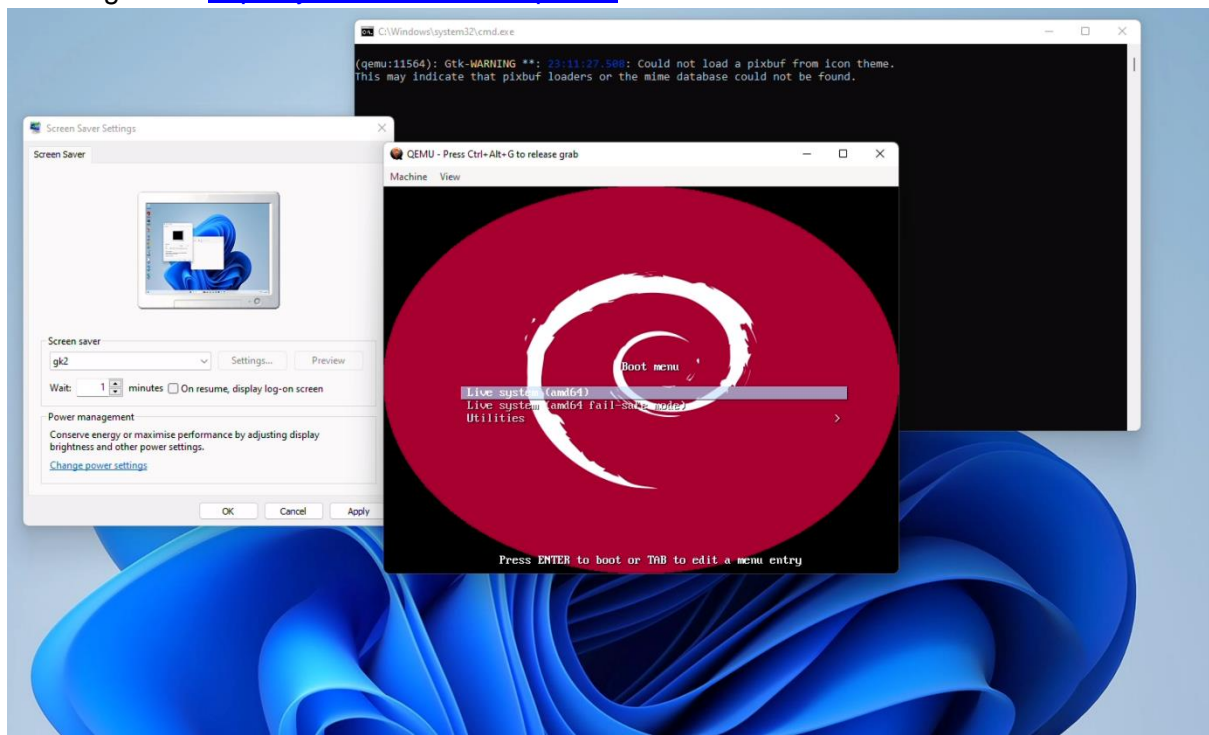 C:\Windows\system32\cmd.exe
(qemu:11564): Gtk-WARNING **: 23:11:27.508: Could not load a pixbuf from icon theme.
This may indicate that pixbuf loaders or the mime database could not be found.
Screen Saver Settings
Screen Saver
Screen saver
gk2
Settings...
Preview
Wait:
1
minutes
On resume, display log-on screen
Power management
Conserve energy or maximise performance by adjusting display
brightness and other power settings.
Change power settings
OK
Cancel
Apply
QEMU - Press Ctrl+Alt+G to release grab
Machine View
Boot menu
Live system (amd64)
Live system (amd64 fail-safe mode)
Utilities >
Press ENTER to boot or TAB to edit a menu entry